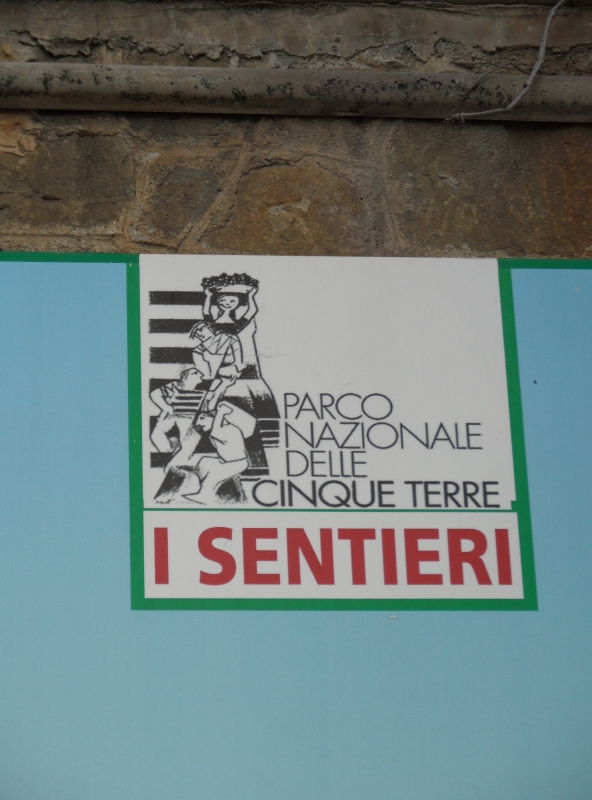 PARCO
NAZIONALE
DELLE
CINQUE TERRE
I SENTIERI